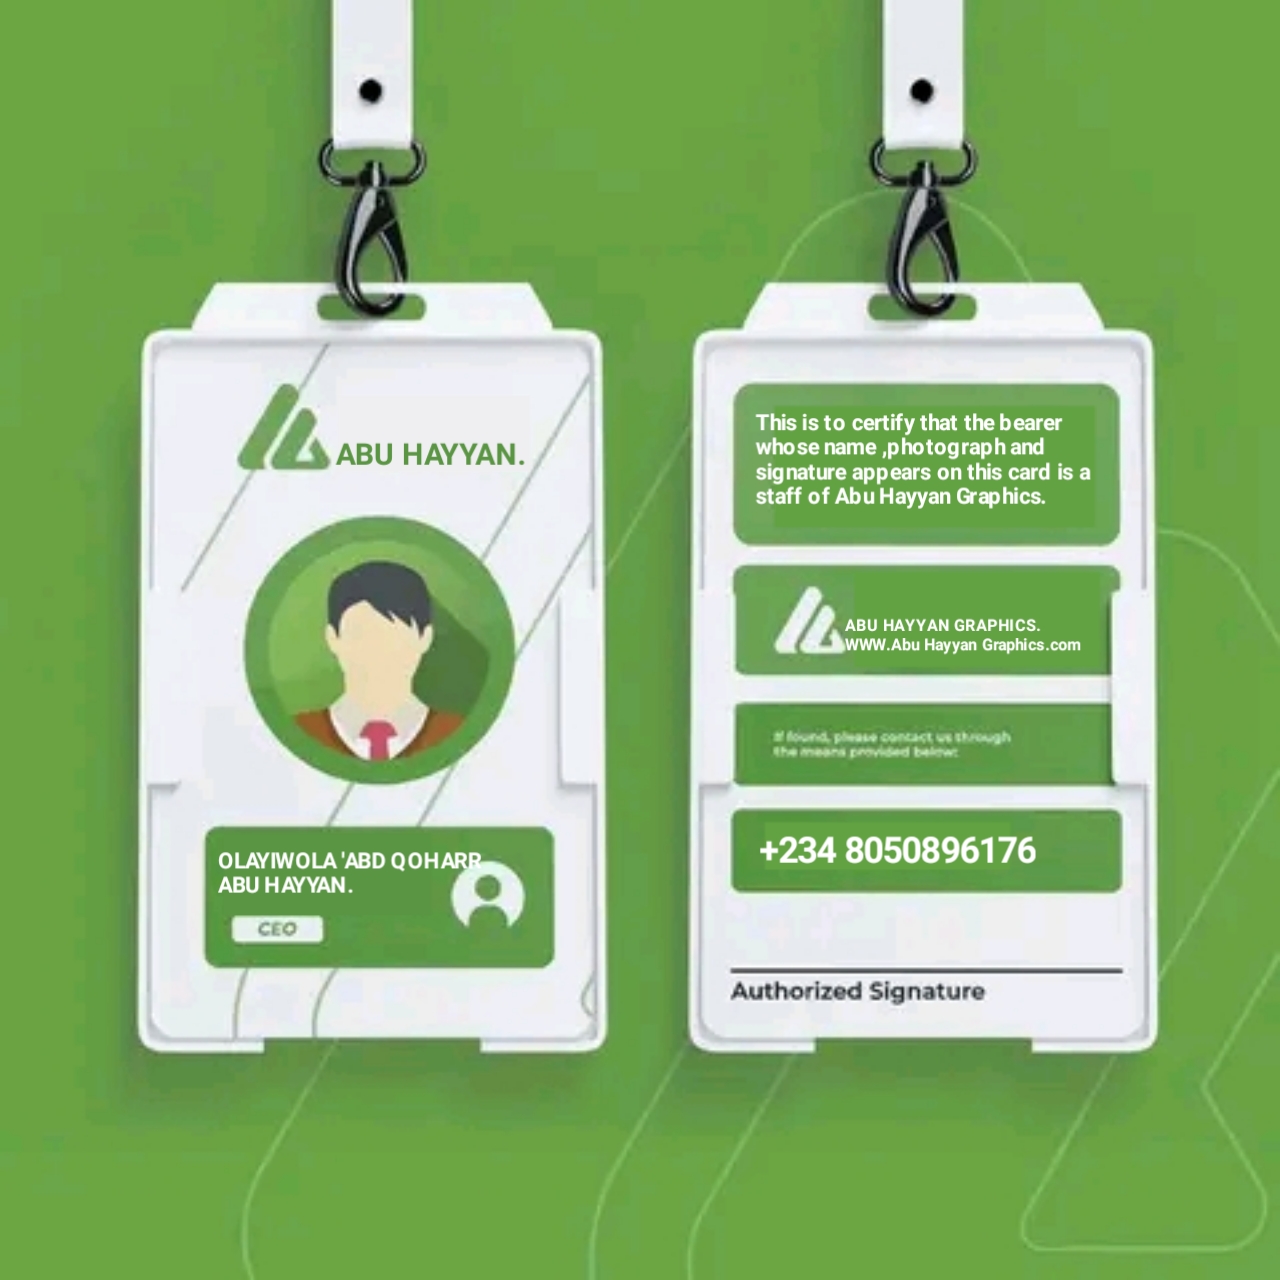 ABU HAYYAN.
OLAYIWOLA 'ABD QOHARR
ABU HAYYAN.
CEO
This is to certify that the bearer
whose name ,photograph and
signature appears on this card is a
staff of Abu Hayyan Graphics.
ABU HAYYAN GRAPHICS.
WWW.Abu Hayyan Graphics.com
If found, please contact us through
the means provided below:
+234 8050896176
Authorized Signature